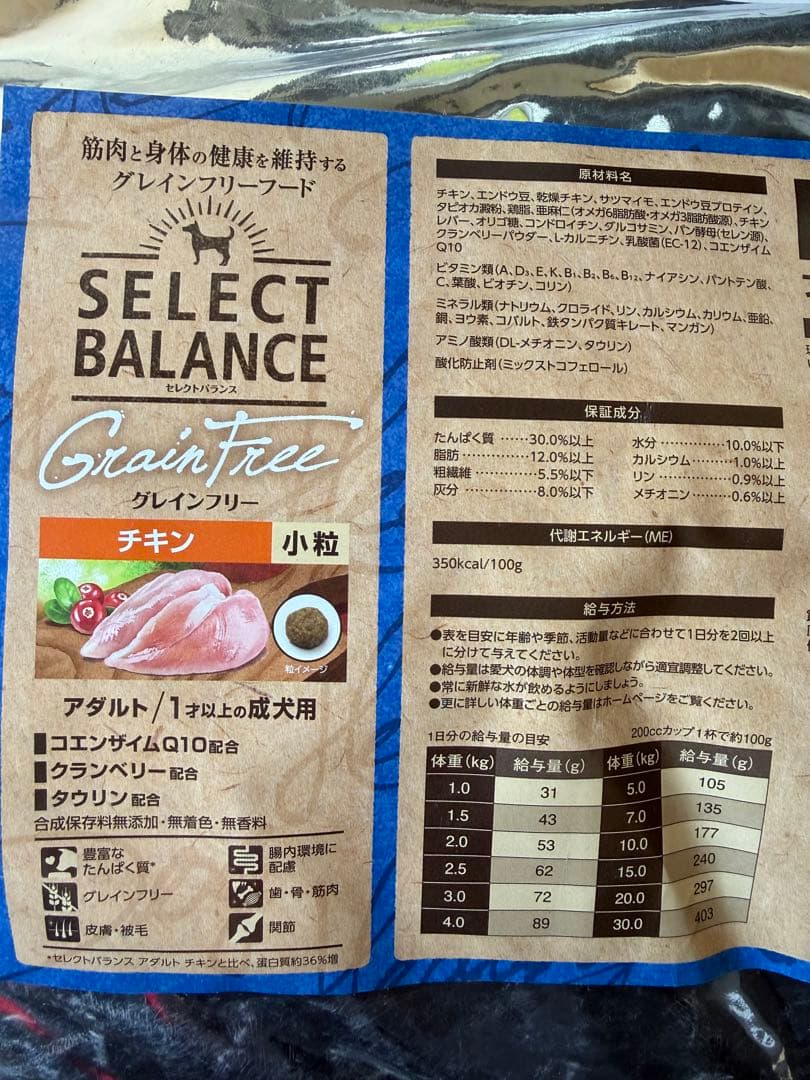 筋肉と身体の健康を維持する
グレインフリーフード
SELECT
BALANCE
セレクトバランス
Grain Free
グレインフリー
チキン 小粒
粒イメージ
アダルト/1才以上の成犬用
コエンザイムQ10配合
クランベリー配合
タウリン配合
合成保存料無添加・無着色・無香料
豊富な
たんぱく質*
腸内環境に
配慮
グレインフリー
歯・骨・筋肉
皮膚・被毛
関節
*セレクトバランス アダルト チキンと比べ、蛋白質約36%増
原材料名
チキン、エンドウ豆、乾燥チキン、サツマイモ、エンドウ豆プロテイン、
タピオカ澱粉、鶏脂、亜麻仁(オメガ6脂肪酸・オメガ3脂肪酸源)、チキン
レバー、オリゴ糖、コンドロイチン、グルコサミン、パン酵母(セレン源)、
クランベリーパウダー、L-カルニチン、乳酸菌(EC-12)、コエンザイム
Q10
ビタミン類(A、D3、E、K、B1、B2、B6、B12、ナイアシン、パントテン酸、
C、葉酸、ビオチン、コリン)
ミネラル類(ナトリウム、クロライド、リン、カルシウム、カリウム、亜鉛、
銅、ヨウ素、コバルト、鉄タンパク質キレート、マンガン)
アミノ酸類(DL-メチオニン、タウリン)
酸化防止剤(ミックストコフェロール)
保証成分
たんぱく質 ……30.0%以上 水分 …………10.0%以下
脂肪…………12.0%以上 カルシウム………1.0%以上
粗繊維…………5.5%以下 リン …………0.9%以上
灰分 …………8.0%以下 メチオニン………0.6%以上
代謝エネルギー(ME)
350kcal/100g
給与方法
●表を目安に年齢や季節、活動量などに合わせて1日分を2回以上
に分けて与えてください。
●給与量は愛犬の体調や体型を確認しながら適宜調整してください。
●常に新鮮な水が飲めるようにしましょう。
●更に詳しい体重ごとの給与量はホームページをご覧ください。
1日分の給与量の目安 200ccカップ1杯で約100g
体重(kg) 給与量(g) 体重(kg) 給与量(g)
1.0 31 5.0 105
1.5 43 7.0 135
2.0 53 10.0 177
2.5 62 15.0 240
3.0 72 20.0 297
4.0 89 30.0 403